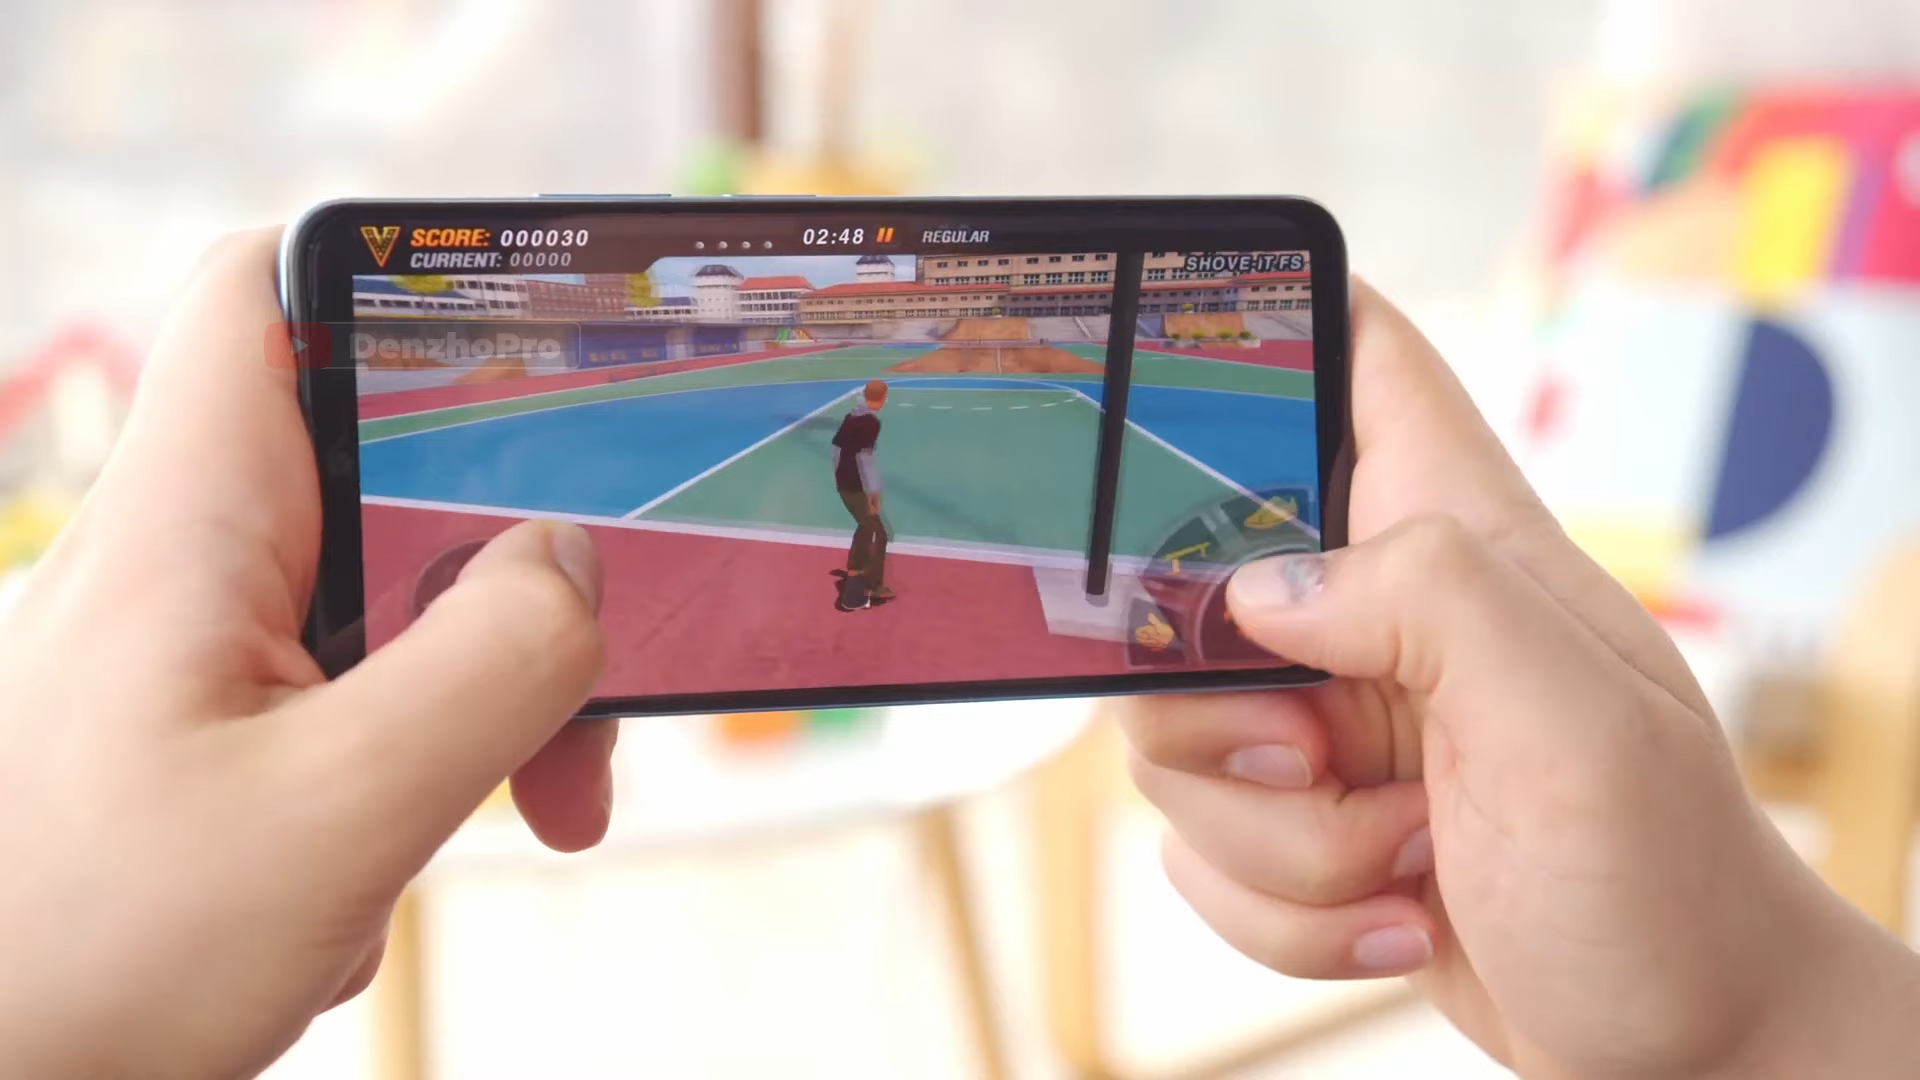 SCORE: 000030
CURRENT: 00000
02:48
REGULAR
SHOVE-IT FS
DenzhoPro